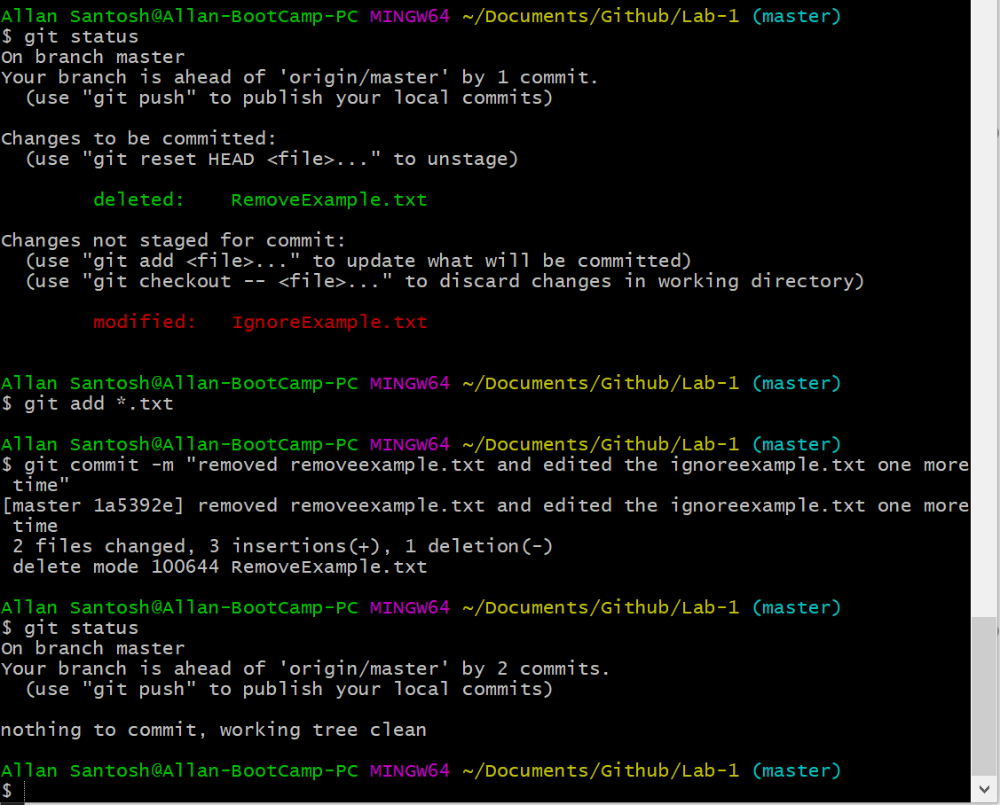 Allan Santosh@Allan-BootCamp-PC MINGW64 ~/Documents/Github/Lab-1 (master)
$ git status
On branch master
Your branch is ahead of 'origin/master' by 1 commit.
  (use "git push" to publish your local commits)

Changes to be committed:
  (use "git reset HEAD <file>..." to unstage)

        deleted:    RemoveExample.txt

Changes not staged for commit:
  (use "git add <file>..." to update what will be committed)
  (use "git checkout -- <file>..." to discard changes in working directory)

        modified:   IgnoreExample.txt


Allan Santosh@Allan-BootCamp-PC MINGW64 ~/Documents/Github/Lab-1 (master)
$ git add *.txt

Allan Santosh@Allan-BootCamp-PC MINGW64 ~/Documents/Github/Lab-1 (master)
$ git commit -m "removed removeexample.txt and edited the ignoreexample.txt one more
 time"
[master 1a5392e] removed removeexample.txt and edited the ignoreexample.txt one more
 time
 2 files changed, 3 insertions(+), 1 deletion(-)
 delete mode 100644 RemoveExample.txt

Allan Santosh@Allan-BootCamp-PC MINGW64 ~/Documents/Github/Lab-1 (master)
$ git status
On branch master
Your branch is ahead of 'origin/master' by 2 commits.
  (use "git push" to publish your local commits)

nothing to commit, working tree clean

Allan Santosh@Allan-BootCamp-PC MINGW64 ~/Documents/Github/Lab-1 (master)
$